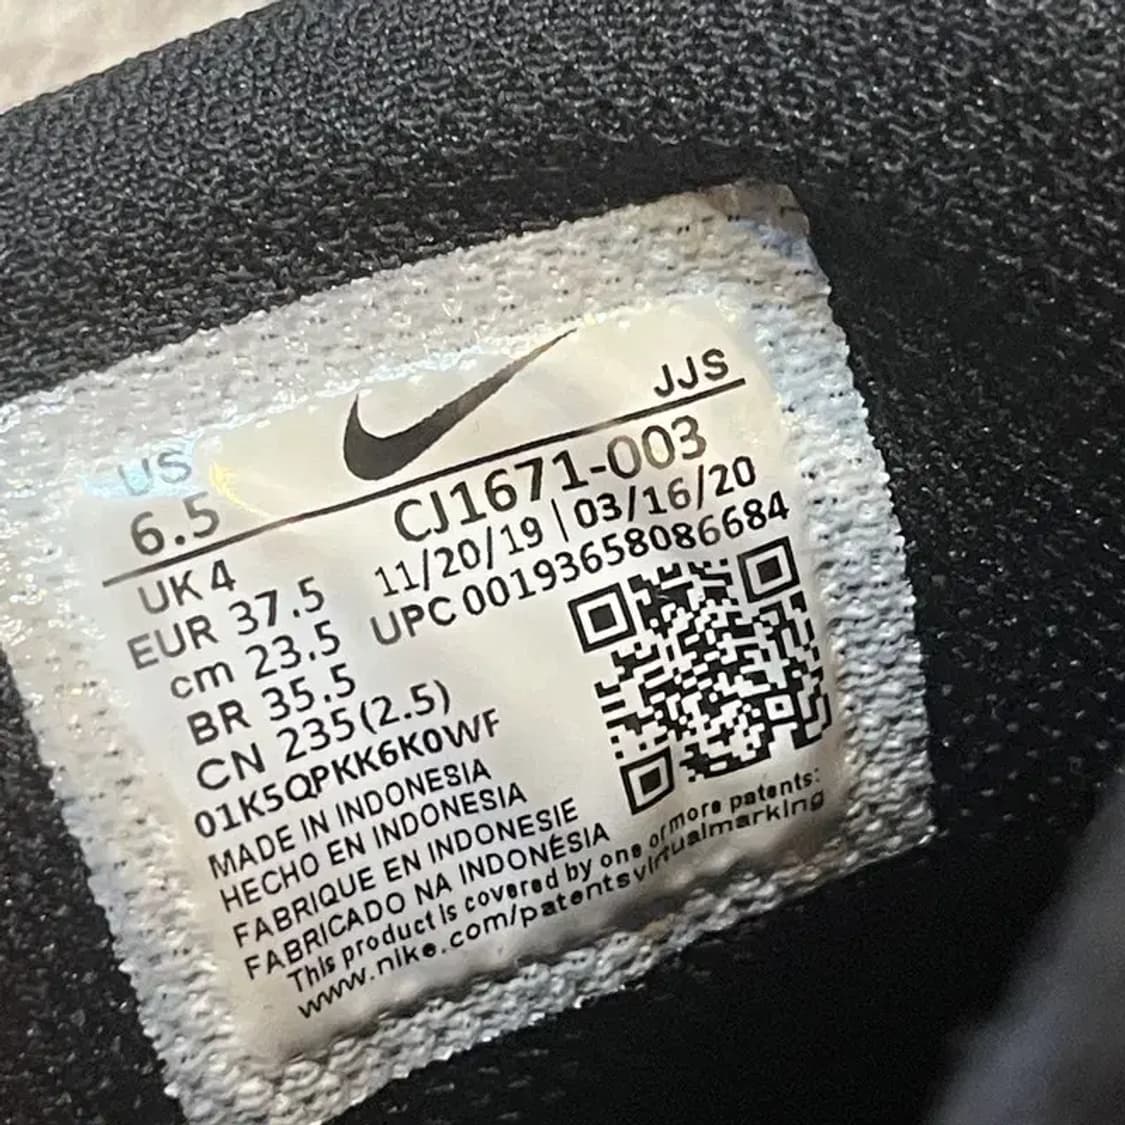 JJS
US
6.5
CJ1671-003
11/20/19 | 03/16/20
UPC 00193658086684
UK 4
EUR 37.5
cm 23.5
BR 35.5
CN 235(2.5)
01K5QPKK6K0WF
MADE IN INDONESIA
HECHO EN INDONESIA
FABRIQUE EN INDONESIE
FABRICADO NA INDONÉSIA
This product is covered by one or more patents:
www.nike.com/patentsvirtualmarking